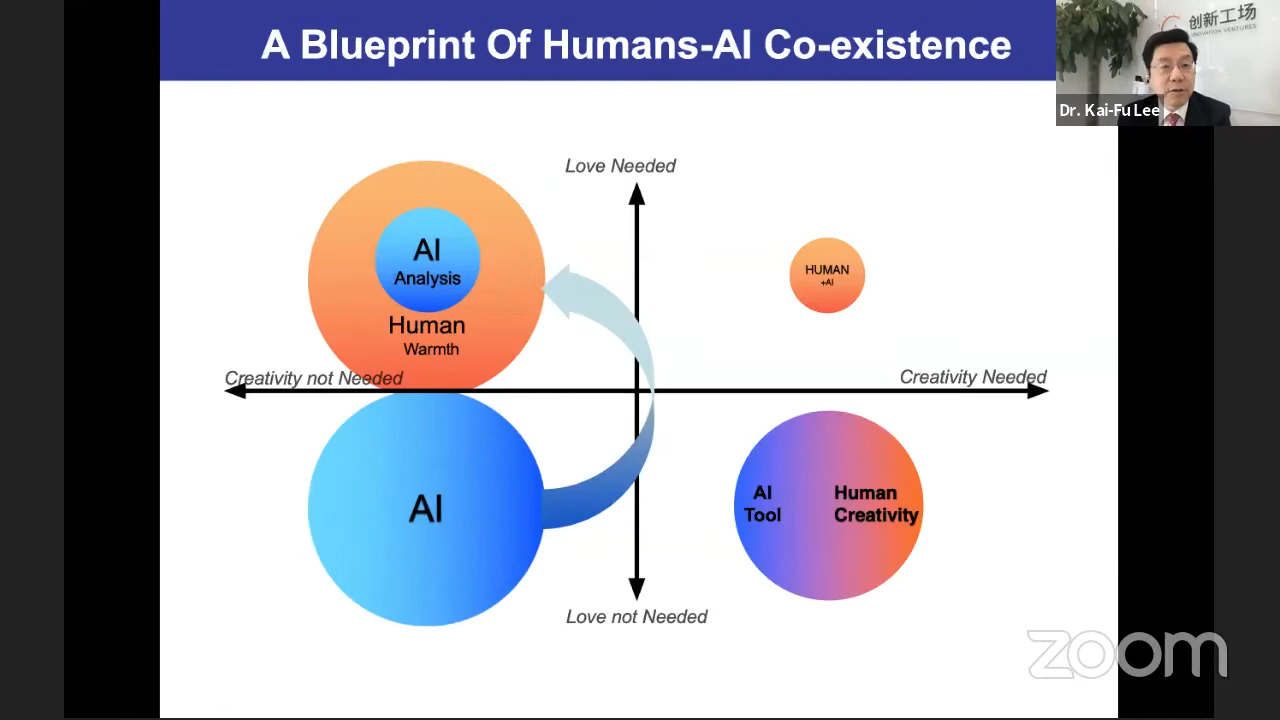 A Blueprint Of Humans-AI Co-existence
创新工场
INOVATION VENTURES
Dr. Kai-Fu Lee
Love Needed
AI
Analysis
Human
Warmth
HUMAN
+AI
Creativity not Needed
Creativity Needed
AI
AI
Tool
Human
Creativity
Love not Needed
zoom